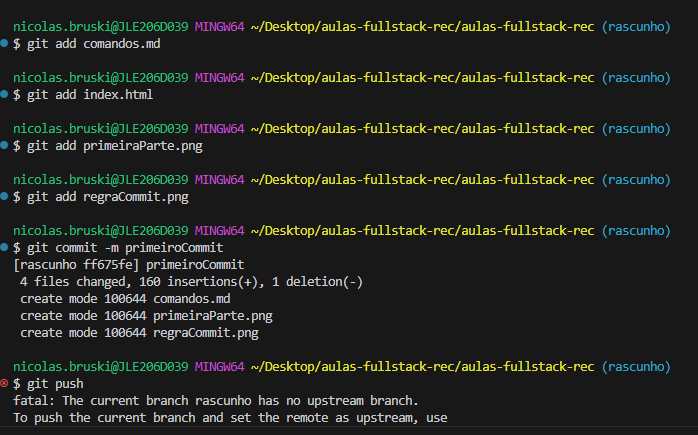 nicolas.bruski@JLE206D039 MINGW64 ~/Desktop/aulas-fullstack-rec/aulas-fullstack-rec (rascunho)
$ git add comandos.md
nicolas.bruski@JLE206D039 MINGW64 ~/Desktop/aulas-fullstack-rec/aulas-fullstack-rec (rascunho)
$ git add index.html
nicolas.bruski@JLE206D039 MINGW64 ~/Desktop/aulas-fullstack-rec/aulas-fullstack-rec (rascunho)
$ git add primeiraParte.png
nicolas.bruski@JLE206D039 MINGW64 ~/Desktop/aulas-fullstack-rec/aulas-fullstack-rec (rascunho)
$ git add regraCommit.png
nicolas.bruski@JLE206D039 MINGW64 ~/Desktop/aulas-fullstack-rec/aulas-fullstack-rec (rascunho)
$ git commit -m primeiroCommit
[rascunho ff675fe] primeiroCommit
 4 files changed, 160 insertions(+), 1 deletion(-)
 create mode 100644 comandos.md
 create mode 100644 primeiraParte.png
 create mode 100644 regraCommit.png
nicolas.bruski@JLE206D039 MINGW64 ~/Desktop/aulas-fullstack-rec/aulas-fullstack-rec (rascunho)
$ git push
fatal: The current branch rascunho has no upstream branch.
To push the current branch and set the remote as upstream, use